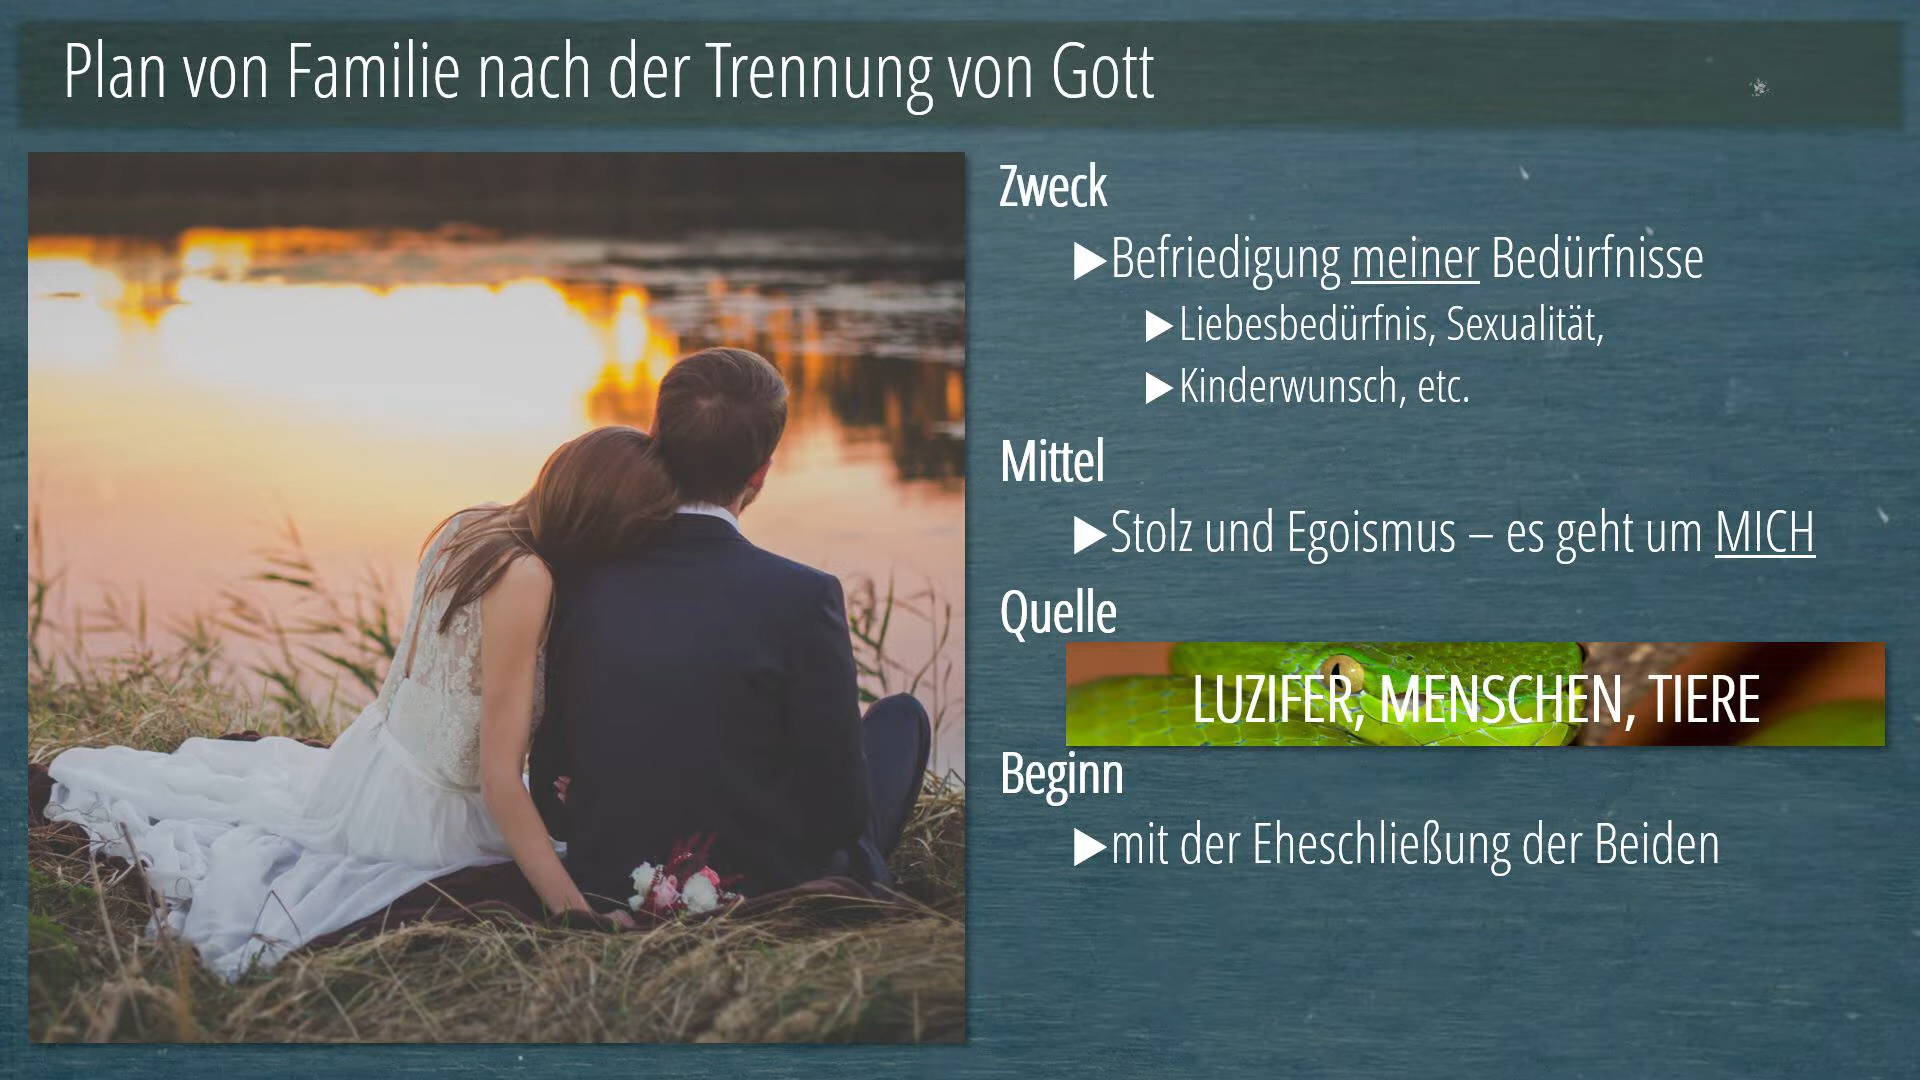 Plan von Familie nach der Trennung von Gott
Zweck
▶Befriedigung meiner Bedürfnisse
▶Liebesbedürfnis, Sexualität,
▶Kinderwunsch, etc.
Mittel
▶Stolz und Egoismus – es geht um MICH
Quelle
LUZIFER, MENSCHEN, TIERE
Beginn
▶mit der Eheschließung der Beiden